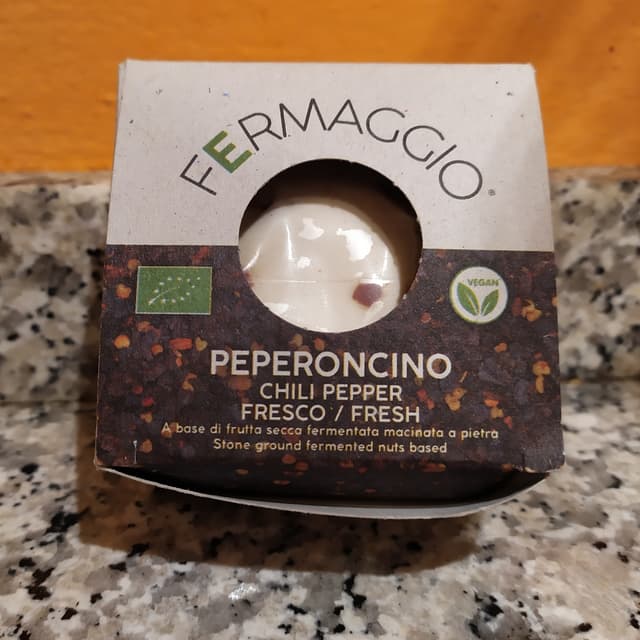 FERMAGGIO®
VEGAN
PEPERONCINO
CHILI PEPPER
FRESCO / FRESH
A base di frutta secca fermentata macinata a pietra
Stone ground fermented nuts based